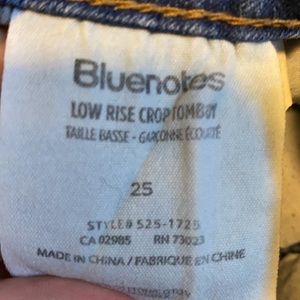 Bluenotes
LOW RISE CROP TOMBOY
TAILLE BASSE - GARÇONNE ÉCOURTÉ
25
STYLE# 525-1725
CA 02985 RN 73023
MADE IN CHINA / FABRIQUÉ EN CHINE